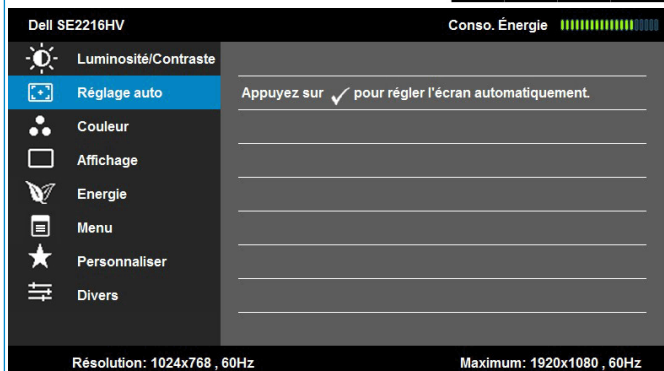 Dell SE2216HV Conso. Énergie
Luminosité/Contraste
Réglage auto Appuyez sur ✓ pour régler l'écran automatiquement.
Couleur
Affichage
Energie
Menu
Personnaliser
Divers
Résolution: 1024x768 , 60Hz Maximum: 1920x1080 , 60Hz